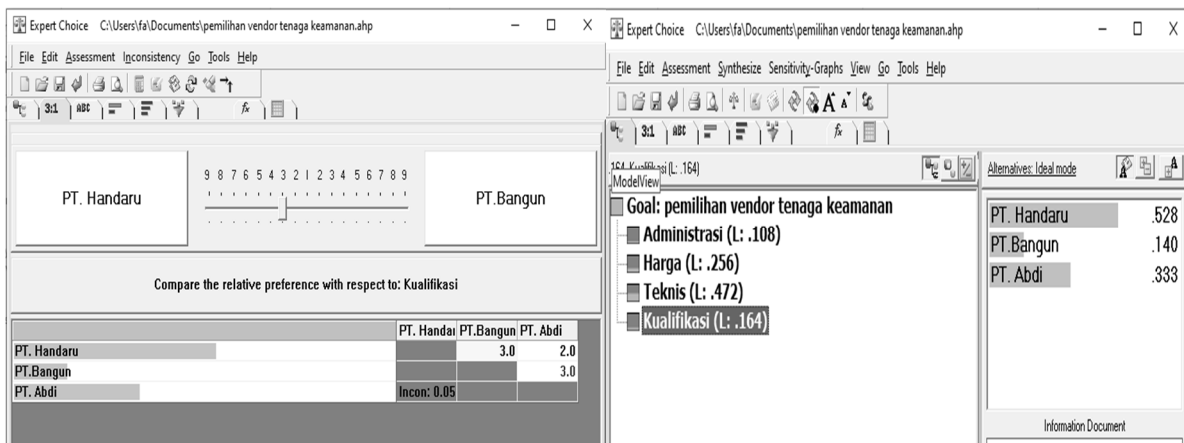 Expert Choice C:\Users\fa\Documents\pemilihan vendor tenaga keamanan.ahp
File Edit Assessment Inconsistency Go Tools Help
3:1 ABC fx
PT. Handaru
9 8 7 6 5 4 3 2 1 2 3 4 5 6 7 8 9
PT.Bangun
Compare the relative preference with respect to: Kualifikasi
PT. Handar PT.Bangun PT. Abdi
PT. Handaru 3.0 2.0
PT.Bangun 3.0
PT. Abdi Incon: 0.05
Expert Choice C:\Users\fa\Documents\pemilihan vendor tenaga keamanan.ahp
File Edit Assessment Synthesize Sensitivity-Graphs View Go Tools Help
3:1 ABC fx
(L: .164)
ModelView
Goal: pemilihan vendor tenaga keamanan
Administrasi (L: .108)
Harga (L: .256)
Teknis (L: .472)
Kualifikasi (L: .164)
Alternatives: Ideal mode
PT. Handaru .528
PT.Bangun .140
PT. Abdi .333
Information Document